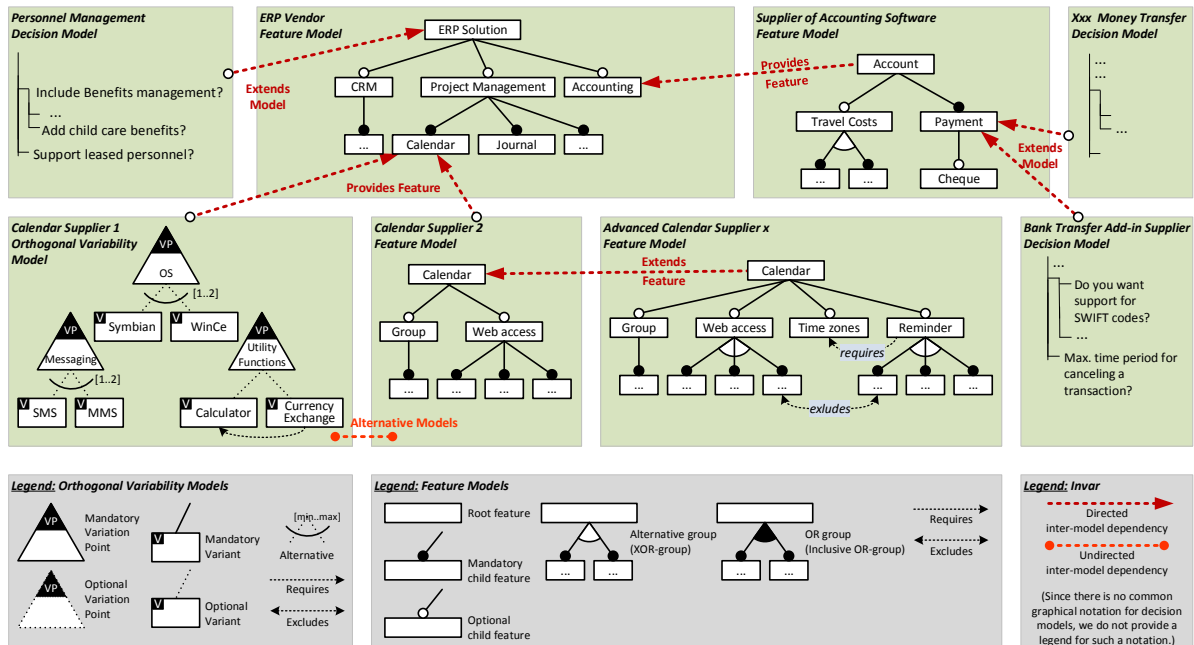 Personnel Management
Decision Model
Include Benefits management?
...
Add child care benefits?
Support leased personnel?
ERP Vendor
Feature Model
ERP Solution
CRM
Project Management
Accounting
...
Calendar
Journal
...
Extends
Model
Provides
Feature
Supplier of Accounting Software
Feature Model
Account
Travel Costs
Payment
...
...
Cheque
Xxx Money Transfer
Decision Model
...
...
...
Extends
Model
Provides Feature
Calendar Supplier 1
Orthogonal Variability
Model
VP
OS
[1..2]
V
Symbian
V
WinCe
VP
Messaging
[1..2]
VP
Utility
Functions
V
SMS
V
MMS
V
Calculator
V
Currency
Exchange
Alternative Models
Calendar Supplier 2
Feature Model
Calendar
Group
Web access
...
...
...
...
Extends
Feature
Advanced Calendar Supplier x
Feature Model
Calendar
Group
Web access
Time zones
Reminder
requires
...
...
...
...
...
...
...
exludes
Bank Transfer Add-in Supplier
Decision Model
...
Do you want
support for
SWIFT codes?
...
Max. time period for
canceling a
transaction?
Legend: Orthogonal Variability Models
VP
Mandatory
Variation
Point
V
Mandatory
Variant
[min..max]
Alternative
VP
Optional
Variation
Point
V
Optional
Variant
Requires
Excludes
Legend: Feature Models
Root feature
Mandatory
child feature
Optional
child feature
Alternative group
(XOR-group)
...
...
OR group
(Inclusive OR-group)
...
...
Requires
Excludes
Legend: Invar
Directed
inter-model dependency
Undirected
inter-model dependency
(Since there is no common
graphical notation for decision
models, we do not provide a
legend for such a notation.)